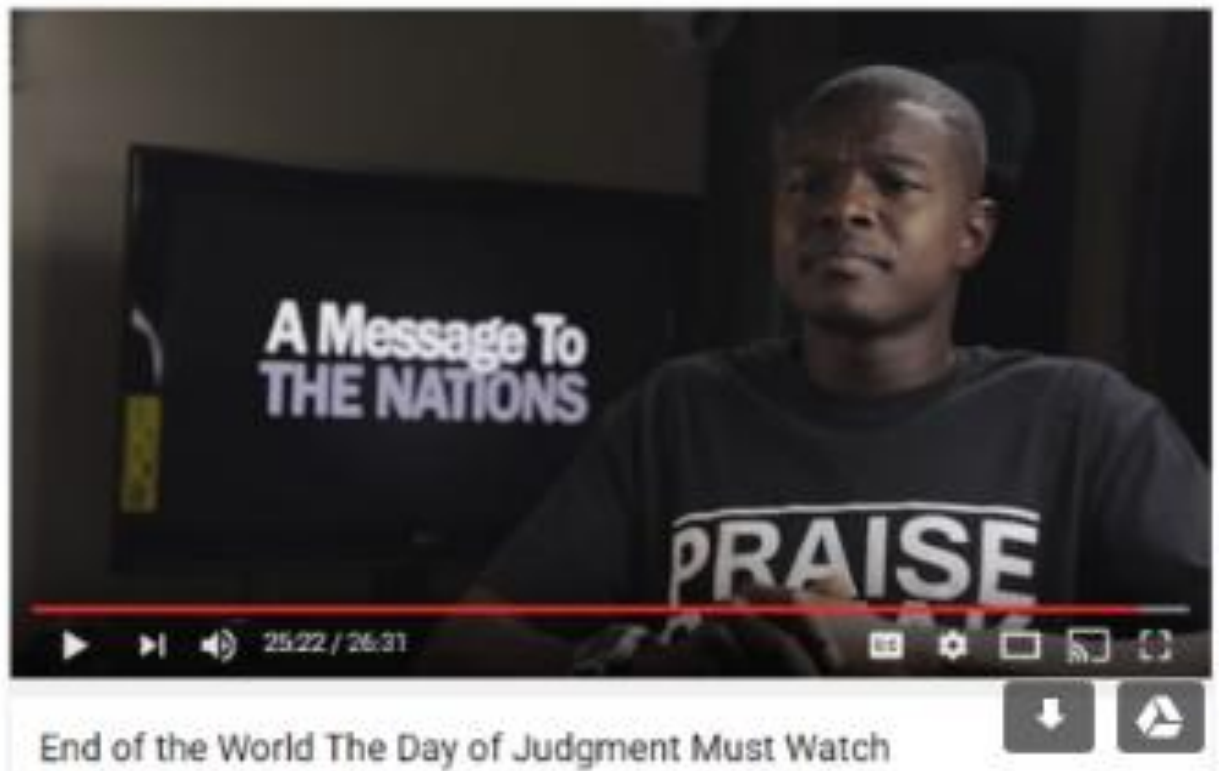 A Message To
THE NATIONS
PRAISE
25:22 / 26:31
End of the World The Day of Judgment Must Watch